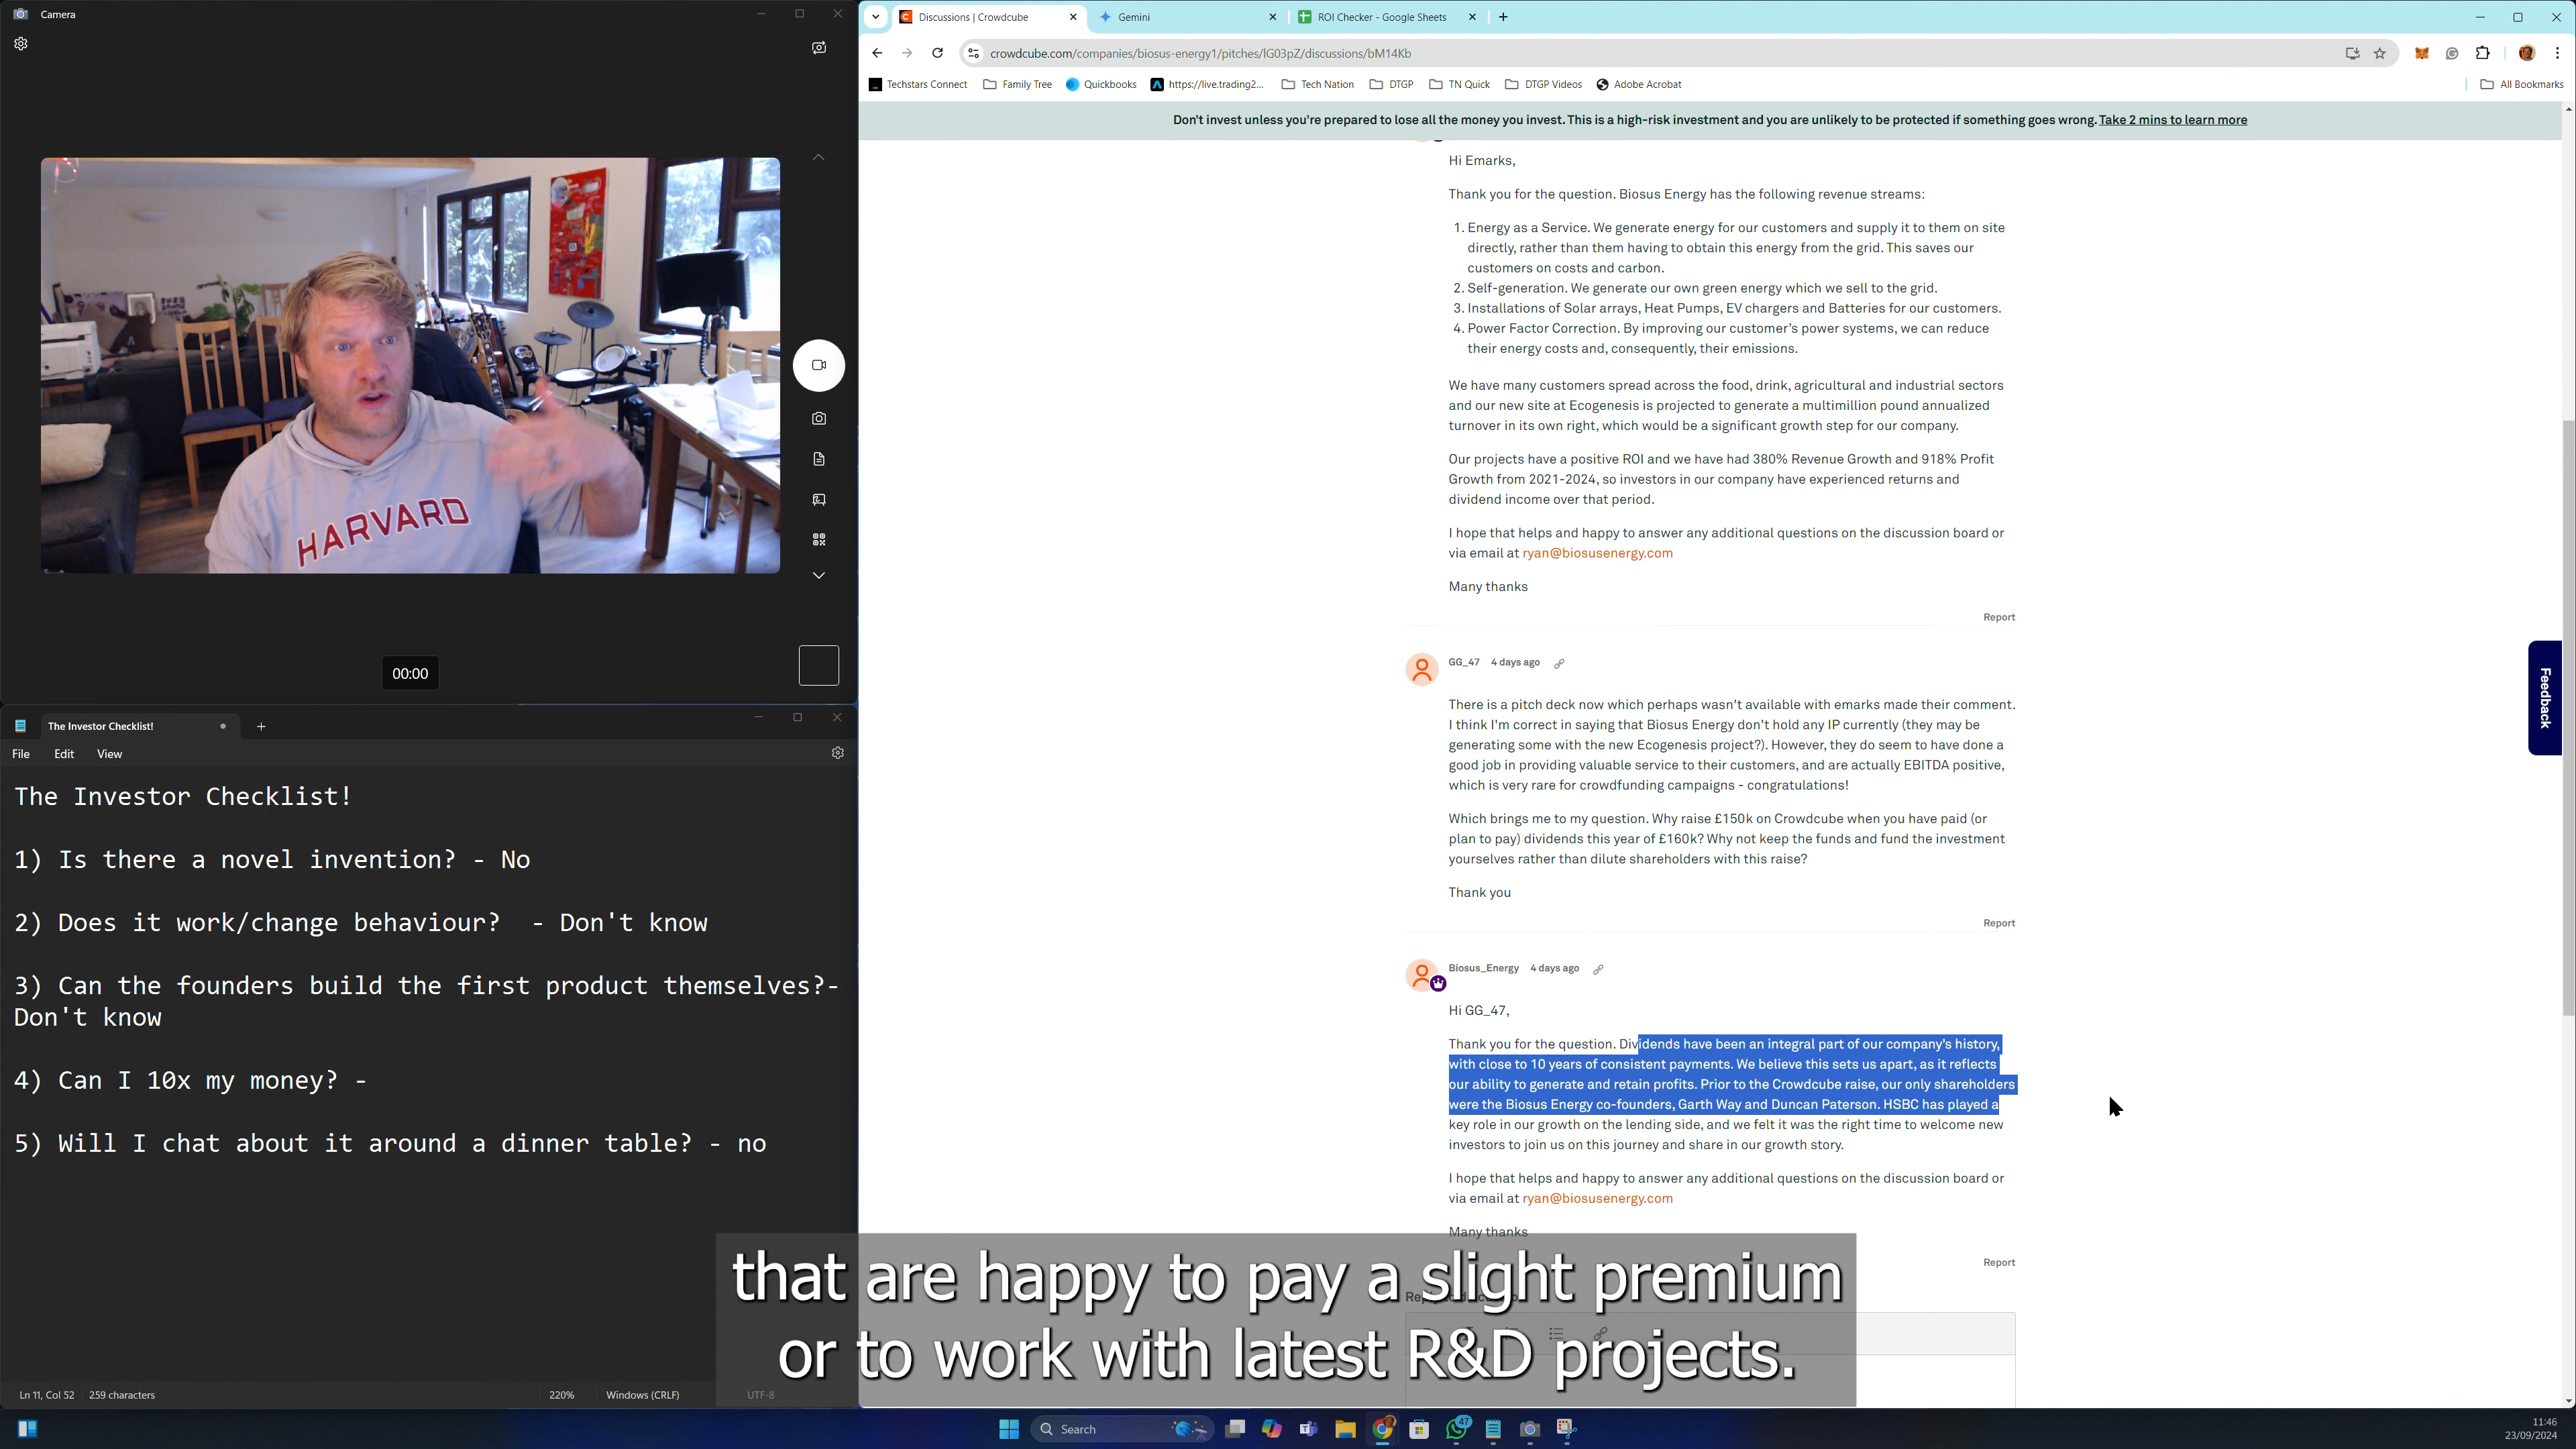 Camera
HARVARD
00:00
The Investor Checklist!
File Edit View
The Investor Checklist!
1) Is there a novel invention? - No
2) Does it work/change behaviour?  - Don't know
3) Can the founders build the first product themselves?-
Don't know
4) Can I 10x my money? -
5) Will I chat about it around a dinner table? - no
Ln 11, Col 52 259 characters 220% Windows (CRLF) UTF-8
Discussions | Crowdcube Gemini ROI Checker - Google Sheets
crowdcube.com/companies/biosus-energy1/pitches/lG03pZ/discussions/bM14Kb
Techstars Connect Family Tree Quickbooks https://live.trading2... Tech Nation DTGP TN Quick DTGP Videos Adobe Acrobat All Bookmarks
Don't invest unless you're prepared to lose all the money you invest. This is a high-risk investment and you are unlikely to be protected if something goes wrong. Take 2 mins to learn more
Hi Emarks,
Thank you for the question. Biosus Energy has the following revenue streams:
1. Energy as a Service. We generate energy for our customers and supply it to them on site
directly, rather than them having to obtain this energy from the grid. This saves our
customers on costs and carbon.
2. Self-generation. We generate our own green energy which we sell to the grid.
3. Installations of Solar arrays, Heat Pumps, EV chargers and Batteries for our customers.
4. Power Factor Correction. By improving our customer's power systems, we can reduce
their energy costs and, consequently, their emissions.
We have many customers spread across the food, drink, agricultural and industrial sectors
and our new site at Ecogenesis is projected to generate a multimillion pound annualized
turnover in its own right, which would be a significant growth step for our company.
Our projects have a positive ROI and we have had 380% Revenue Growth and 918% Profit
Growth from 2021-2024, so investors in our company have experienced returns and
dividend income over that period.
I hope that helps and happy to answer any additional questions on the discussion board or
via email at ryan@biosusenergy.com
Many thanks
Report
GG_47 4 days ago
There is a pitch deck now which perhaps wasn't available with emarks made their comment.
I think I'm correct in saying that Biosus Energy don't hold any IP currently (they may be
generating some with the new Ecogenesis project?). However, they do seem to have done a
good job in providing valuable service to their customers, and are actually EBITDA positive,
which is very rare for crowdfunding campaigns - congratulations!
Which brings me to my question. Why raise £150k on Crowdcube when you have paid (or
plan to pay) dividends this year of £160k? Why not keep the funds and fund the investment
yourselves rather than dilute shareholders with this raise?
Thank you
Report
Biosus_Energy 4 days ago
Hi GG_47,
Thank you for the question. Dividends have been an integral part of our company's history,
with close to 10 years of consistent payments. We believe this sets us apart, as it reflects
our ability to generate and retain profits. Prior to the Crowdcube raise, our only shareholders
were the Biosus Energy co-founders, Garth Way and Duncan Paterson. HSBC has played a
key role in our growth on the lending side, and we felt it was the right time to welcome new
investors to join us on this journey and share in our growth story.
I hope that helps and happy to answer any additional questions on the discussion board or
via email at ryan@biosusenergy.com
Many thanks
Report
Feedback
that are happy to pay a slight premium
or to work with latest R&D projects.
Search
47
11:46
23/09/2024